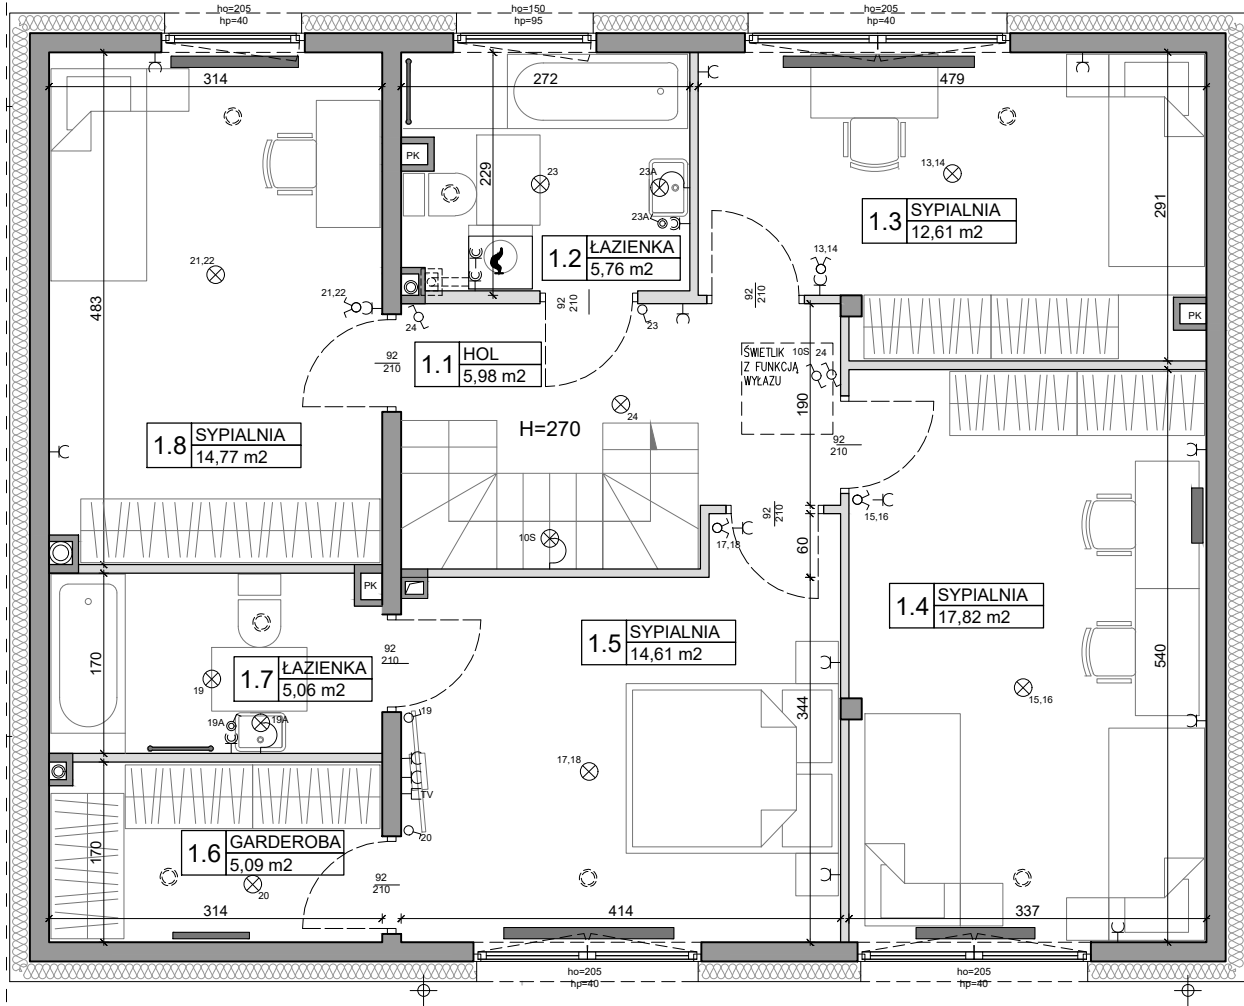 ho=205
hp=40
ho=150
hp=95
ho=205
hp=40
314
272
479
PK
229
23
23A
23A
13,14
1.3 SYPIALNIA
12,61 m2
291
1.2 ŁAZIENKA
5,76 m2
21,22
483
21,22
24
92
210
23
92
210
13,14
PK
92
210
1.1 HOL
5,98 m2
ŚWIETLIK
Z FUNKCJĄ
WYŁAZU
10S
24
190
24
H=270
1.8 SYPIALNIA
14,77 m2
92
210
15,16
10S
17,18
92
210
60
PK
1.4 SYPIALNIA
17,82 m2
1.5 SYPIALNIA
14,61 m2
540
170
92
210
1.7 ŁAZIENKA
5,06 m2
19
19A
19A
19
344
15,16
17,18
TV
20
1.6 GARDEROBA
5,09 m2
170
20
92
210
314
414
337
ho=205
hp=40
ho=205
hp=40